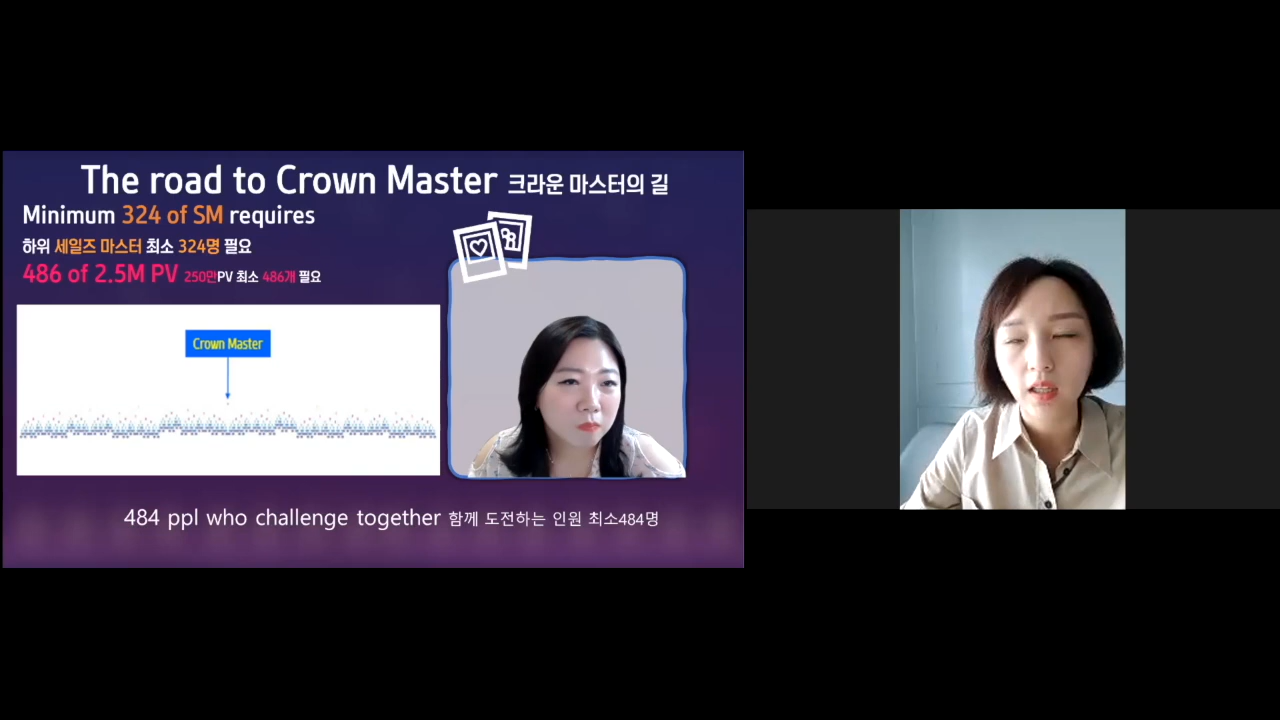 The road to Crown Master 크라운 마스터의 길
Minimum 324 of SM requires
하위 세일즈 마스터 최소 324명 필요
486 of 2.5M PV 250만PV 최소 486개 필요
Crown Master
484 ppl who challenge together 함께 도전하는 인원 최소484명